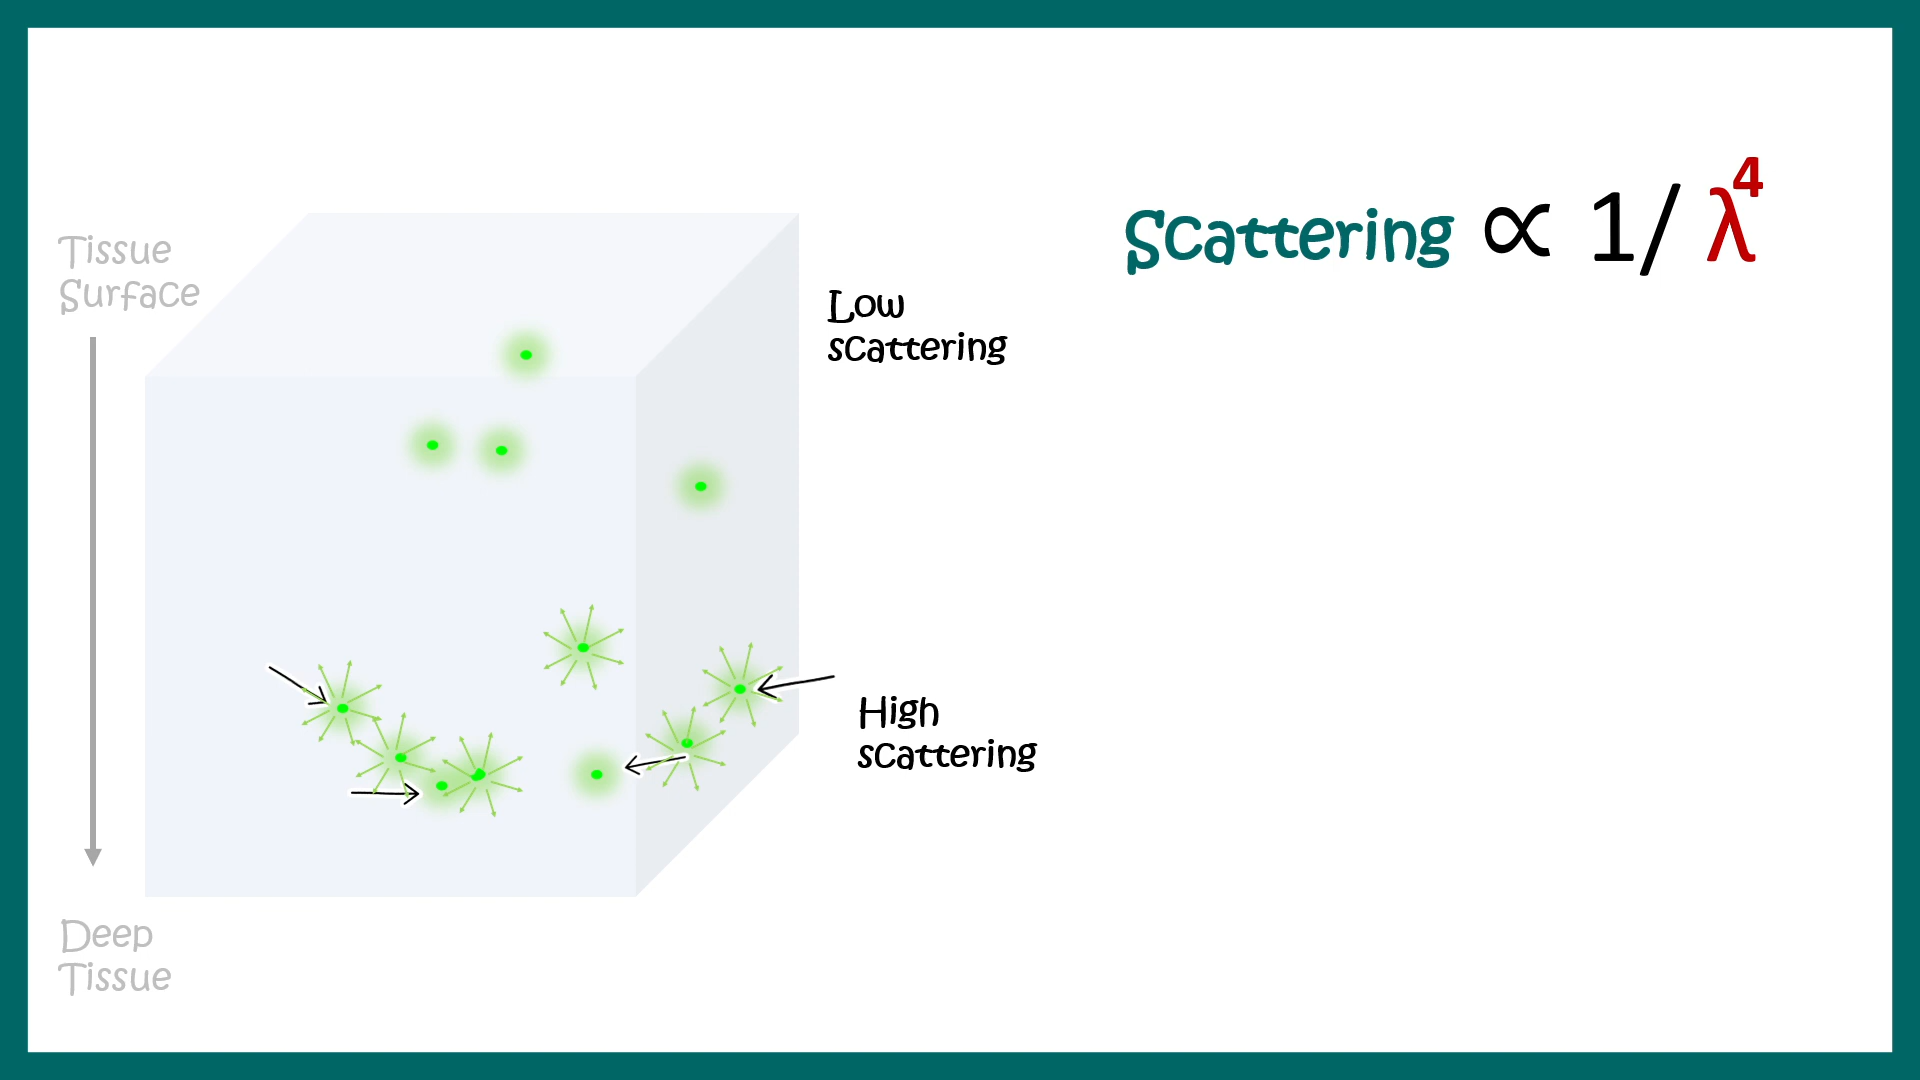 Scattering ∝ 1/ λ⁴
Tissue
Surface
Low
scattering
High
scattering
Deep
Tissue